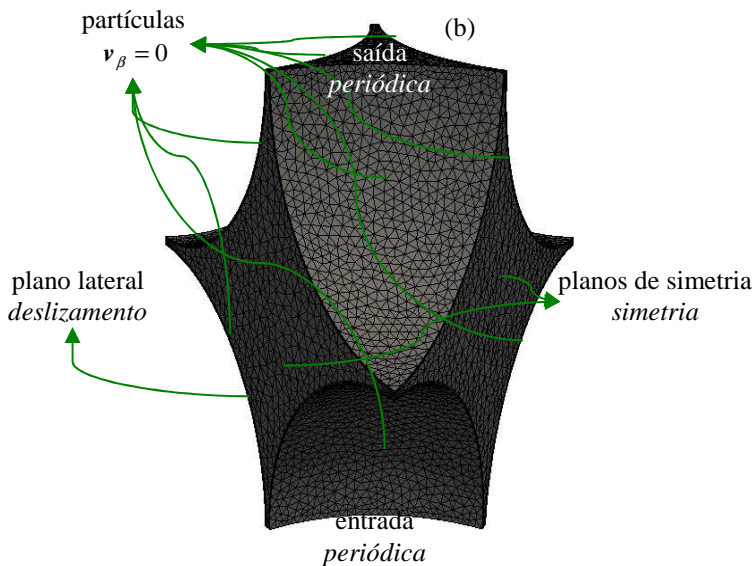 partículas
v_β = 0
(b)
saída
periódica
plano lateral
deslizamento
planos de simetria
simetria
entrada
periódica